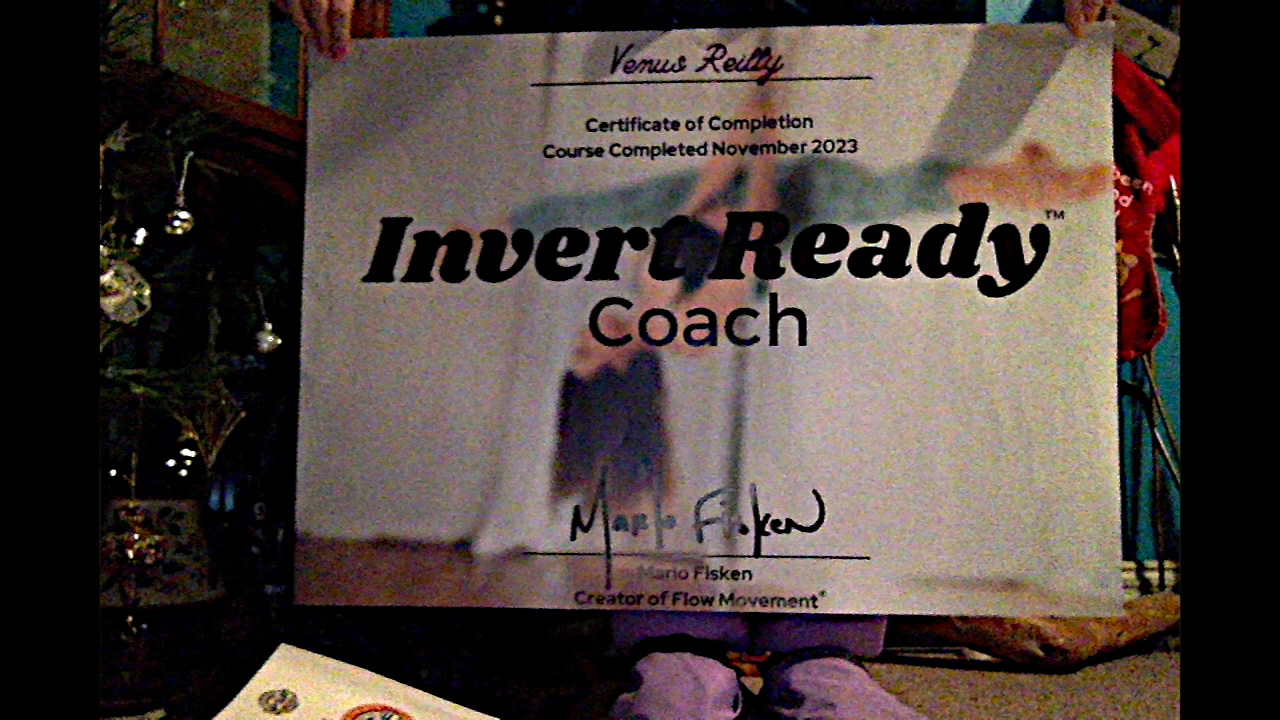 Venus Reilly
Certificate of Completion
Course Completed November 2023
Invert Ready™
Coach
Mario Fisken
Mario Fisken
Creator of Flow Movement®